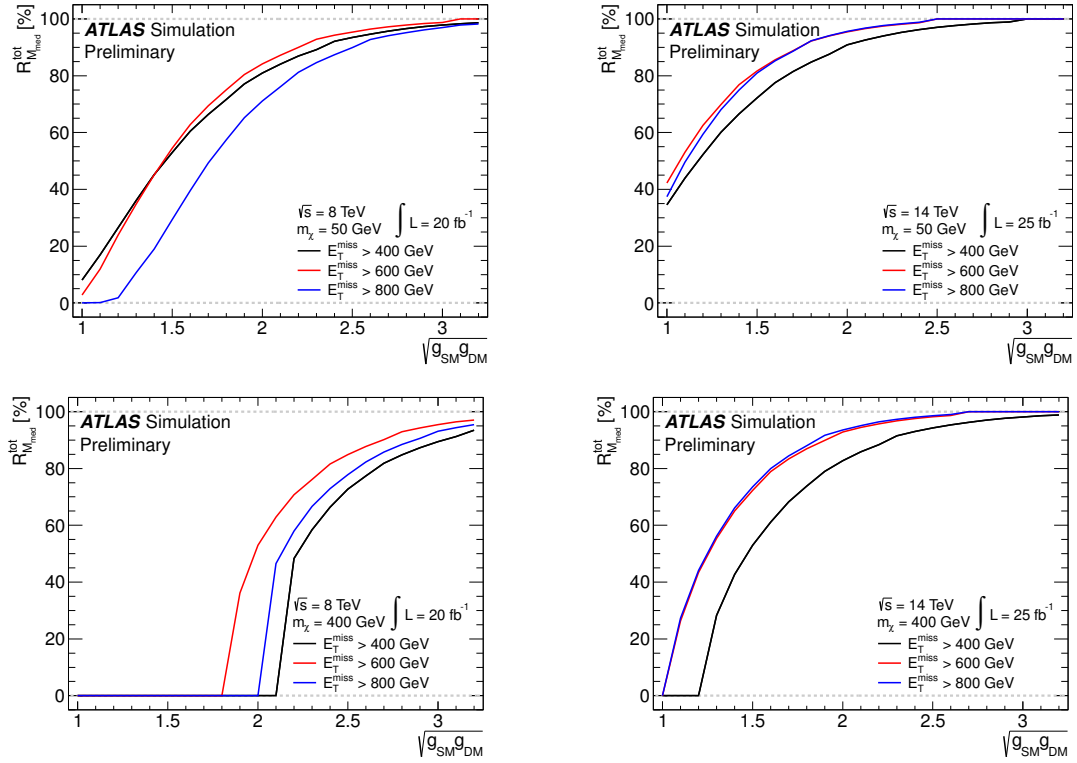 R^tot_M_med [%]
100
80
60
40
20
0
ATLAS Simulation
Preliminary
√s = 8 TeV ∫ L = 20 fb⁻¹
m_χ = 50 GeV
E_T^miss > 400 GeV
E_T^miss > 600 GeV
E_T^miss > 800 GeV
1 1.5 2 2.5 3
√g_SM g_DM
R^tot_M_med [%]
100
80
60
40
20
0
ATLAS Simulation
Preliminary
√s = 14 TeV ∫ L = 25 fb⁻¹
m_χ = 50 GeV
E_T^miss > 400 GeV
E_T^miss > 600 GeV
E_T^miss > 800 GeV
1 1.5 2 2.5 3
√g_SM g_DM
R^tot_M_med [%]
100
80
60
40
20
0
ATLAS Simulation
Preliminary
√s = 8 TeV ∫ L = 20 fb⁻¹
m_χ = 400 GeV
E_T^miss > 400 GeV
E_T^miss > 600 GeV
E_T^miss > 800 GeV
1 1.5 2 2.5 3
√g_SM g_DM
R^tot_M_med [%]
100
80
60
40
20
0
ATLAS Simulation
Preliminary
√s = 14 TeV ∫ L = 25 fb⁻¹
m_χ = 400 GeV
E_T^miss > 400 GeV
E_T^miss > 600 GeV
E_T^miss > 800 GeV
1 1.5 2 2.5 3
√g_SM g_DM